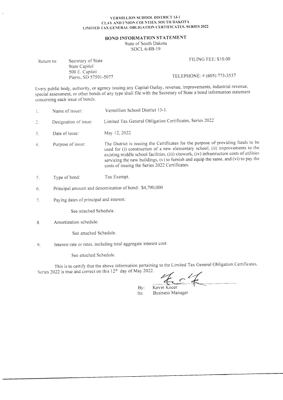 VERMILLION SCHOOL DISTRICT 13-1
CLAY AND UNION COUNTIES, SOUTH DAKOTA
LIMITED TAX GENERAL OBLIGATION CERTIFICATES, SERIES 2022
BOND INFORMATION STATEMENT
State of South Dakota
SDCL 6-8B-19
Return to: Secretary of State FILING FEE: $10.00
State Capitol
500 E. Capitol
Pierre, SD 57501-5077 TELEPHONE: # (605) 773-3537
Every public body, authority, or agency issuing any Capital Outlay, revenue, improvement, industrial revenue,
special assessment, or other bonds of any type shall file with the Secretary of State a bond information statement
concerning each issue of bonds.
1. Name of issuer: Vermillion School District 13-1.
2. Designation of issue: Limited Tax General Obligation Certificates, Series 2022
3. Date of issue: May 12, 2022
4. Purpose of issue: The District is issuing the Certificates for the purpose of providing funds to be
used for (i) construction of a new elementary school, (ii) improvements to the
existing middle school facilities, (iii) sitework, (iv) infrastructure costs of utilities
servicing the new buildings, (v) to furnish and equip the same, and (vi) to pay the
costs of issuing the Series 2022 Certificates.
5. Type of bond: Tax Exempt.
6. Principal amount and denomination of bond: $4,790,000
7. Paying dates of principal and interest:
See attached Schedule.
8. Amortization schedule:
See attached Schedule.
9. Interest rate or rates, including total aggregate interest cost:
See attached Schedule.
This is to certify that the above information pertaining to the Limited Tax General Obligation Certificates,
Series 2022 is true and correct on this 12th day of May 2022.
By:
Its: Business Manager